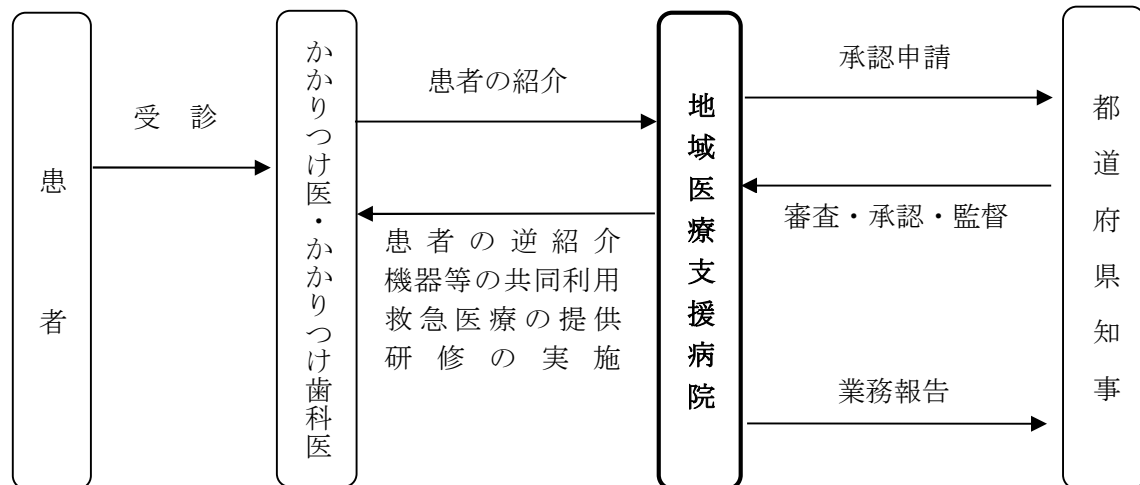 患者
受 診
かかりつけ医・かかりつけ歯科医
患者の紹介
患者の逆紹介
機器等の共同利用
救急医療の提供
研修の実施
地域医療支援病院
承認申請
審査・承認・監督
業務報告
都道府県知事